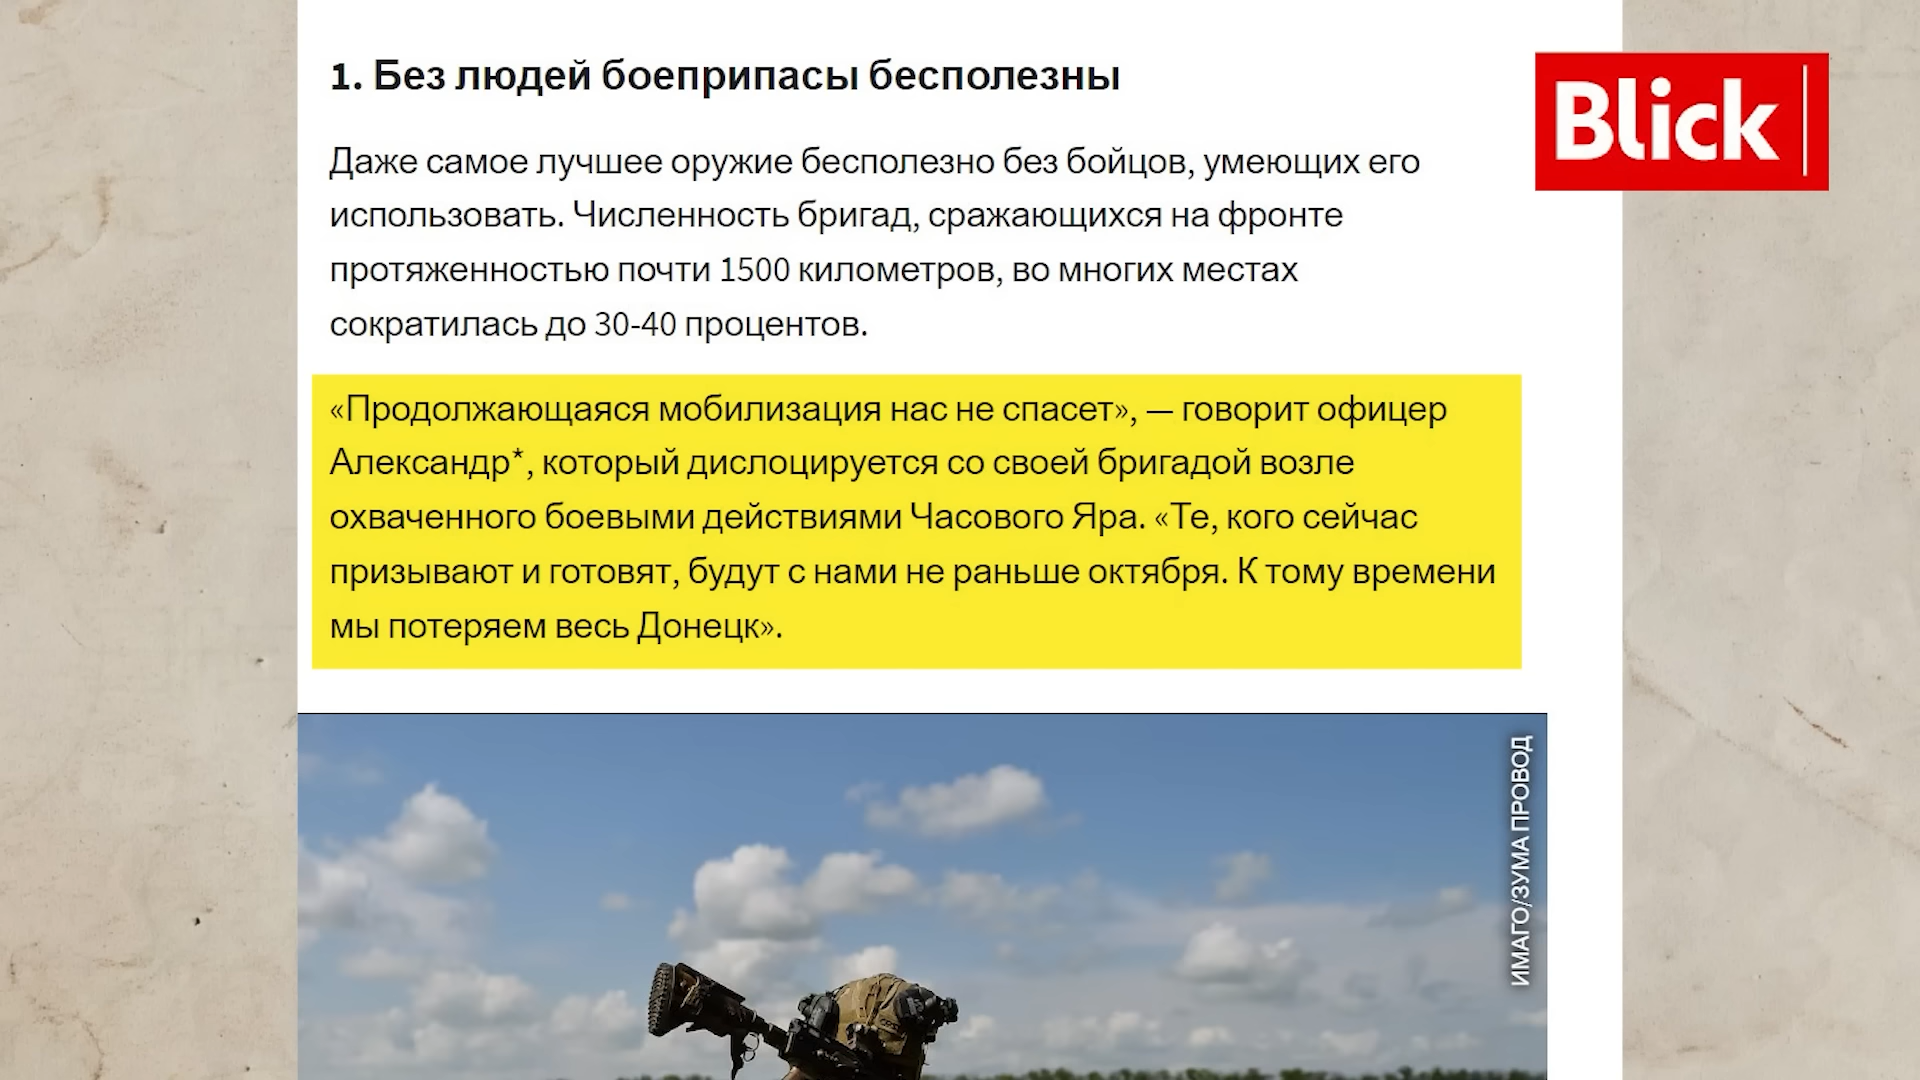 1. Без людей боеприпасы бесполезны
Blick
Даже самое лучшее оружие бесполезно без бойцов, умеющих его
использовать. Численность бригад, сражающихся на фронте
протяженностью почти 1500 километров, во многих местах
сократилась до 30-40 процентов.
«Продолжающаяся мобилизация нас не спасет», — говорит офицер
Александр*, который дислоцируется со своей бригадой возле
охваченного боевыми действиями Часового Яра. «Те, кого сейчас
призывают и готовят, будут с нами не раньше октября. К тому времени
мы потеряем весь Донецк».
ИМАГО/ЗУМА ПРОВОД